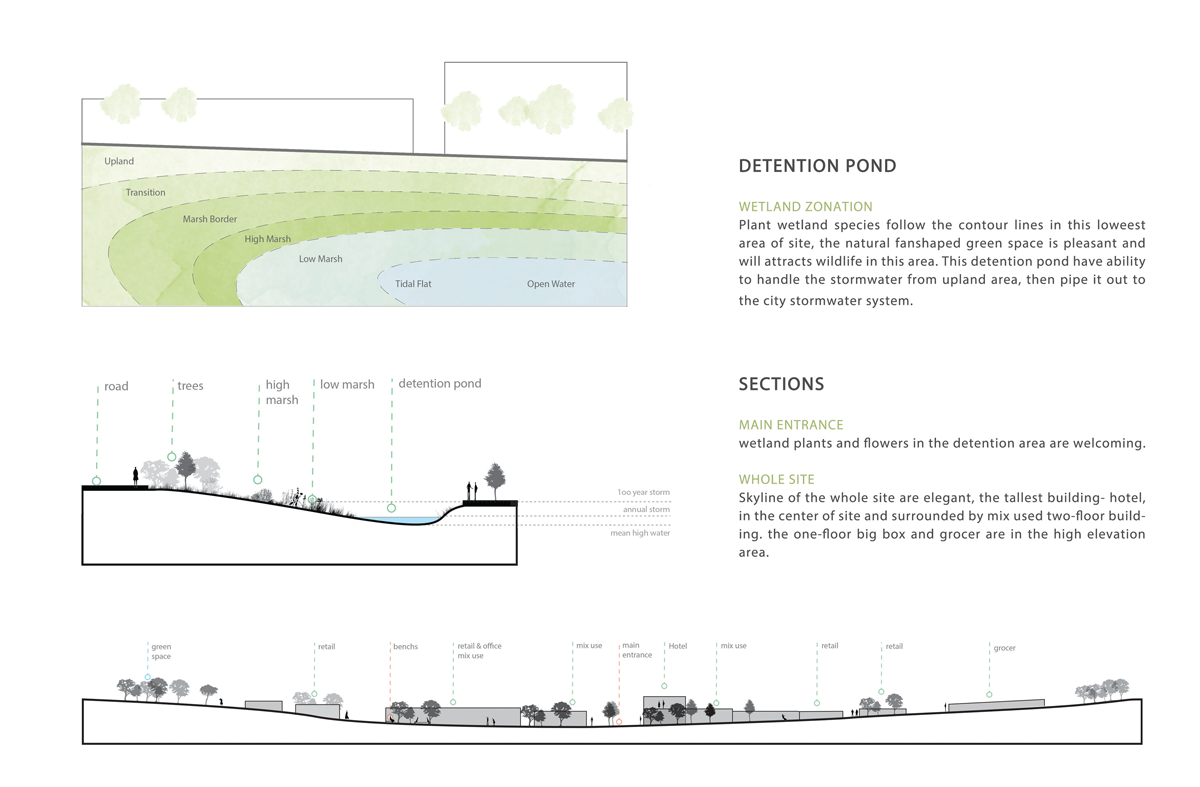 Upland
Transition
Marsh Border
High Marsh
Low Marsh
Tidal Flat
Open Water
DETENTION POND
WETLAND ZONATION
Plant wetland species follow the contour lines in this loweest
area of site, the natural fanshaped green space is pleasant and
will attracts wildlife in this area. This detention pond have ability
to handle the stormwater from upland area, then pipe it out to
the city stormwater system.
road
trees
high
marsh
low marsh
detention pond
1oo year storm
annual storm
mean high water
SECTIONS
MAIN ENTRANCE
wetland plants and flowers in the detention area are welcoming.
WHOLE SITE
Skyline of the whole site are elegant, the tallest building- hotel,
in the center of site and surrounded by mix used two-floor build-
ing. the one-floor big box and grocer are in the high elevation
area.
green
space
retail
benchs
retail & office
mix use
mix use
main
entrance
Hotel
mix use
retail
retail
grocer